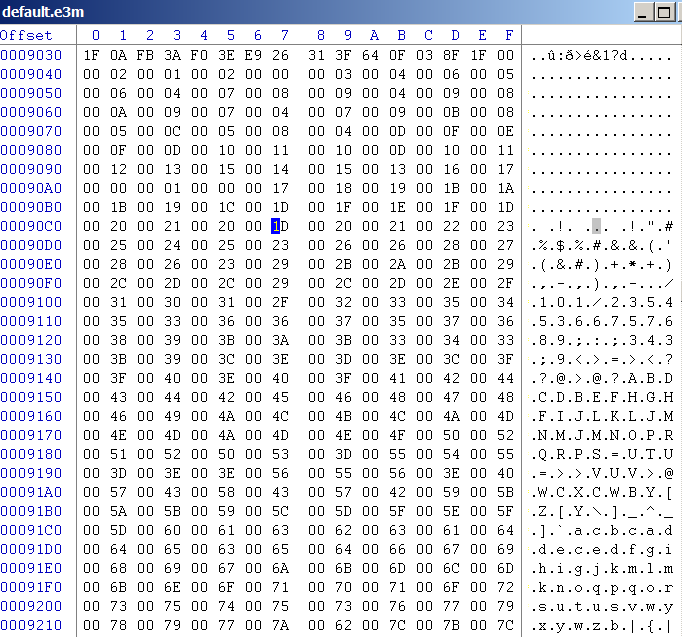 default.e3m
Offset 0 1 2 3 4 5 6 7 8 9 A B C D E F
0009030 1F 0A FB 3A F0 3E E9 26 31 3F 64 0F 03 8F 1F 00 ..û:ð>é&1?d.....
0009040 00 02 00 01 00 02 00 00 00 03 00 04 00 06 00 05 ................
0009050 00 06 00 04 00 07 00 08 00 09 00 04 00 09 00 08 ................
0009060 00 0A 00 09 00 07 00 04 00 07 00 09 00 0B 00 08 ................
0009070 00 05 00 0C 00 05 00 08 00 04 00 0D 00 0F 00 0E ................
0009080 00 0F 00 0D 00 10 00 11 00 10 00 0D 00 10 00 11 ................
0009090 00 12 00 13 00 15 00 14 00 15 00 13 00 16 00 17 ................
00090A0 00 00 00 01 00 00 00 17 00 18 00 19 00 1B 00 1A ................
00090B0 00 1B 00 19 00 1C 00 1D 00 1F 00 1E 00 1F 00 1D ................
00090C0 00 20 00 21 00 20 00 1D 00 20 00 21 00 22 00 23 . .!. ... .!.".#
00090D0 00 25 00 24 00 25 00 23 00 26 00 26 00 28 00 27 .%.$.%.#.&.&.(.'
00090E0 00 28 00 26 00 23 00 29 00 2B 00 2A 00 2B 00 29 .(.&.#.).+.*.+.)
00090F0 00 2C 00 2D 00 2C 00 29 00 2C 00 2D 00 2E 00 2F .,.-.,.).,.-.../
0009100 00 31 00 30 00 31 00 2F 00 32 00 33 00 35 00 34 .1.0.1./.2.3.5.4
0009110 00 35 00 33 00 36 00 36 00 37 00 35 00 37 00 36 .5.3.6.6.7.5.7.6
0009120 00 38 00 39 00 3B 00 3A 00 3B 00 33 00 34 00 33 .8.9.;.:.;.3.4.3
0009130 00 3B 00 39 00 3C 00 3E 00 3D 00 3E 00 3C 00 3F .;.9.<.>.=.>.<.?
0009140 00 3F 00 40 00 3E 00 40 00 3F 00 41 00 42 00 44 .?.@.>.@.?.A.B.D
0009150 00 43 00 44 00 42 00 45 00 46 00 48 00 47 00 48 .C.D.B.E.F.H.G.H
0009160 00 46 00 49 00 4A 00 4C 00 4B 00 4C 00 4A 00 4D .F.I.J.L.K.L.J.M
0009170 00 4E 00 4D 00 4A 00 4D 00 4E 00 4F 00 50 00 52 .N.M.J.M.N.O.P.R
0009180 00 51 00 52 00 50 00 53 00 3D 00 55 00 54 00 55 .Q.R.P.S.=.U.T.U
0009190 00 3D 00 3E 00 3E 00 56 00 55 00 56 00 3E 00 40 .=.>.>.V.U.V.>.@
00091A0 00 57 00 43 00 58 00 43 00 57 00 42 00 59 00 5B .W.C.X.C.W.B.Y.[
00091B0 00 5A 00 5B 00 59 00 5C 00 5D 00 5F 00 5E 00 5F .Z.[.Y.\.]._.^._
00091C0 00 5D 00 60 00 61 00 63 00 62 00 63 00 61 00 64 .].`.a.c.b.c.a.d
00091D0 00 64 00 65 00 63 00 65 00 64 00 66 00 67 00 69 .d.e.c.e.d.f.g.i
00091E0 00 68 00 69 00 67 00 6A 00 6B 00 6D 00 6C 00 6D .h.i.g.j.k.m.l.m
00091F0 00 6B 00 6E 00 6F 00 71 00 70 00 71 00 6F 00 72 .k.n.o.q.p.q.o.r
0009200 00 73 00 75 00 74 00 75 00 73 00 76 00 77 00 79 .s.u.t.u.s.v.w.y
0009210 00 78 00 79 00 77 00 7A 00 62 00 7C 00 7B 00 7C .x.y.w.z.b.|.{.|